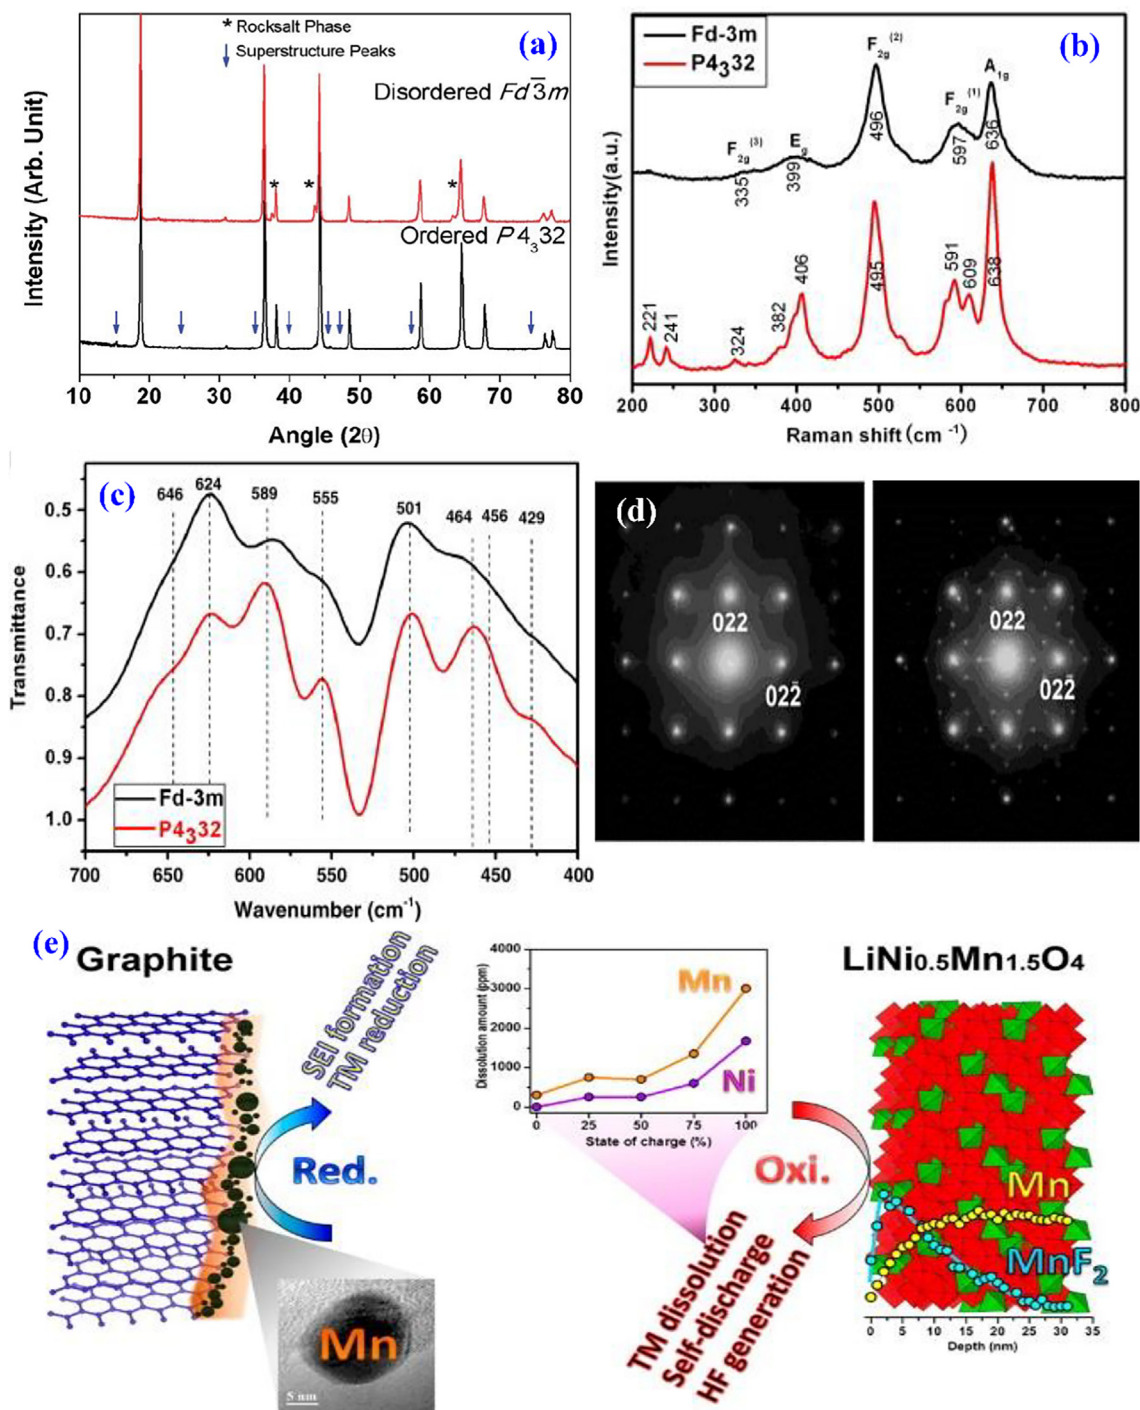 (a)
* Rocksalt Phase
↓ Superstructure Peaks
Disordered Fd3̅m
*
*
*
Ordered P4₃32
Intensity (Arb. Unit)
10 20 30 40 50 60 70 80
Angle (2θ)
(b)
Fd-3m
P4₃32
F₂g⁽²⁾
A₁g
F₂g⁽¹⁾
F₂g⁽³⁾
Eg
335
399
496
597
636
221
241
324
382
406
495
591
609
638
Intensity(a.u.)
200 300 400 500 600 700 800
Raman shift (cm⁻¹)
(c)
646 624 589 555 501 464 456 429
0.5
0.6
0.7
0.8
0.9
1.0
Transmittance
Fd-3m
P4₃32
700 650 600 550 500 450 400
Wavenumber (cm⁻¹)
(d)
022
022̅
022
022̅
(e)
Graphite
SEI formation
TM reduction
Red.
Mn
5 nm
4000
3000
2000
1000
0
Dissolution amount (ppm)
Mn
Ni
0 25 50 75 100
State of charge (%)
Oxi.
TM dissolution
Self-discharge
HF generation
LiNi0.5Mn1.5O4
Mn
MnF₂
0 5 10 15 20 25 30 35
Depth (nm)